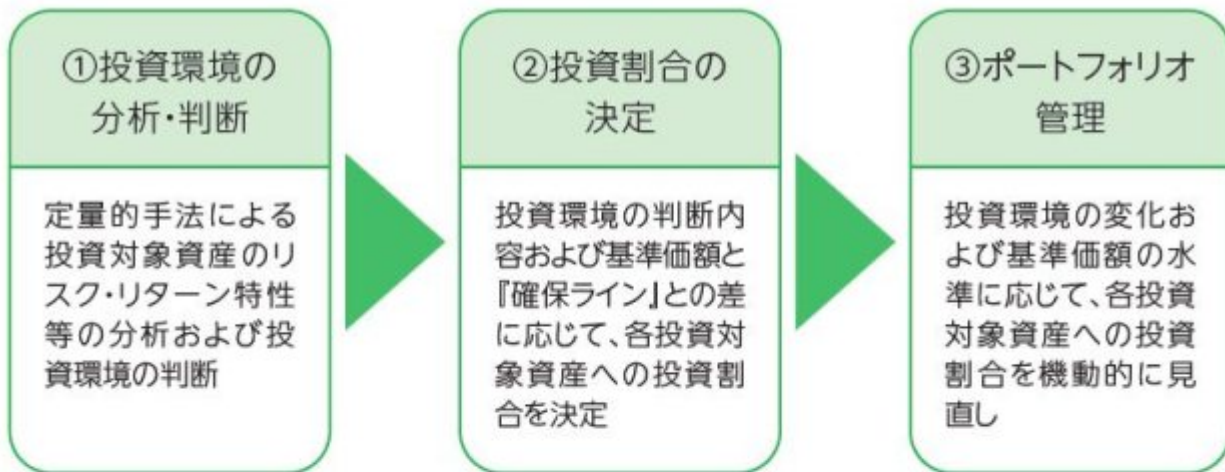 ①投資環境の
分析・判断
定量的手法による
投資対象資産のリ
スク・リターン特性
等の分析および投
資環境の判断
②投資割合の
決定
投資環境の判断内
容および基準価額と
『確保ライン』との差
に応じて、各投資対
象資産への投資割
合を決定
③ポートフォリオ
管理
投資環境の変化お
よび基準価額の水
準に応じて、各投資
対象資産への投資
割合を機動的に見
直し